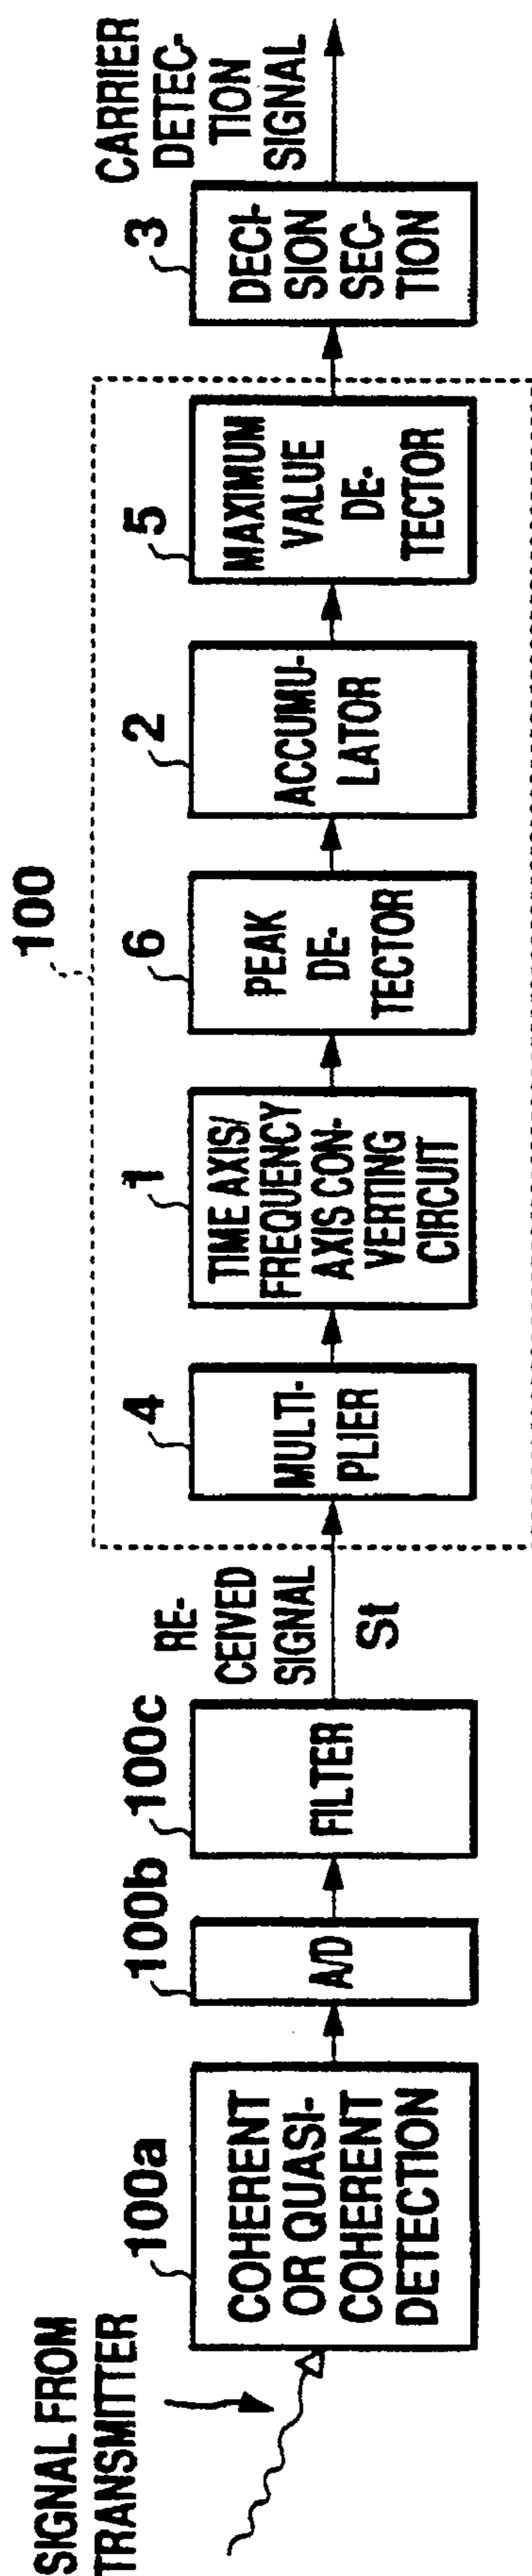 SIGNAL FROM
TRANSMITTER
100a
COHERENT
OR QUASI-
COHERENT
DETECTION
100b
A/D
100c
FILTER
RE-
CEIVED
SIGNAL
St
100
4
MULTI-
PLIER
1
TIME AXIS/
FREQUENCY
AXIS CON-
VERTING
CIRCUIT
6
PEAK
DE-
TECTOR
2
ACCUMU-
LATOR
5
MAXIMUM
VALUE
DE-
TECTOR
3
DECI-
SION
SEC-
TION
CARRIER
DETEC-
TION
SIGNAL